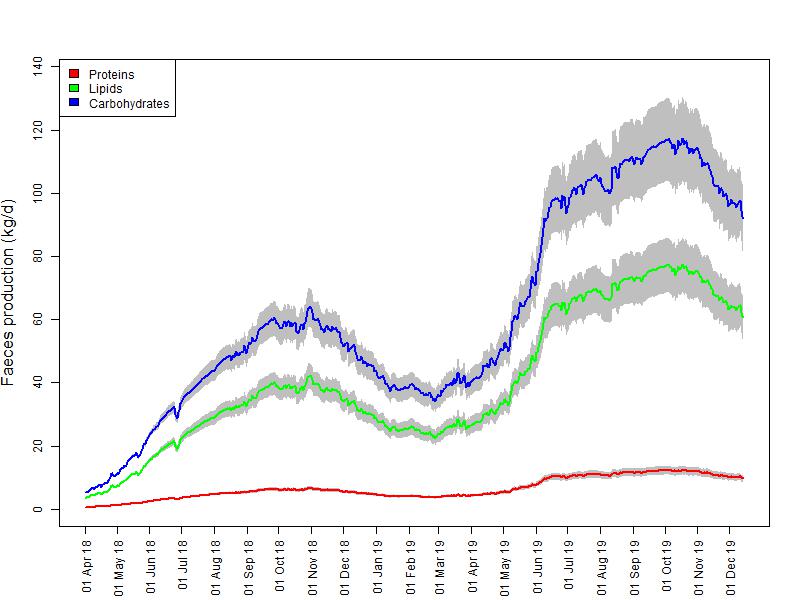 140
120
100
80
60
40
20
0
Faeces production (kg/d)
Proteins
Lipids
Carbohydrates
01 Apr 18
01 May 18
01 Jun 18
01 Jul 18
01 Aug 18
01 Sep 18
01 Oct 18
01 Nov 18
01 Dec 18
01 Jan 19
01 Feb 19
01 Mar 19
01 Apr 19
01 May 19
01 Jun 19
01 Jul 19
01 Aug 19
01 Sep 19
01 Oct 19
01 Nov 19
01 Dec 19